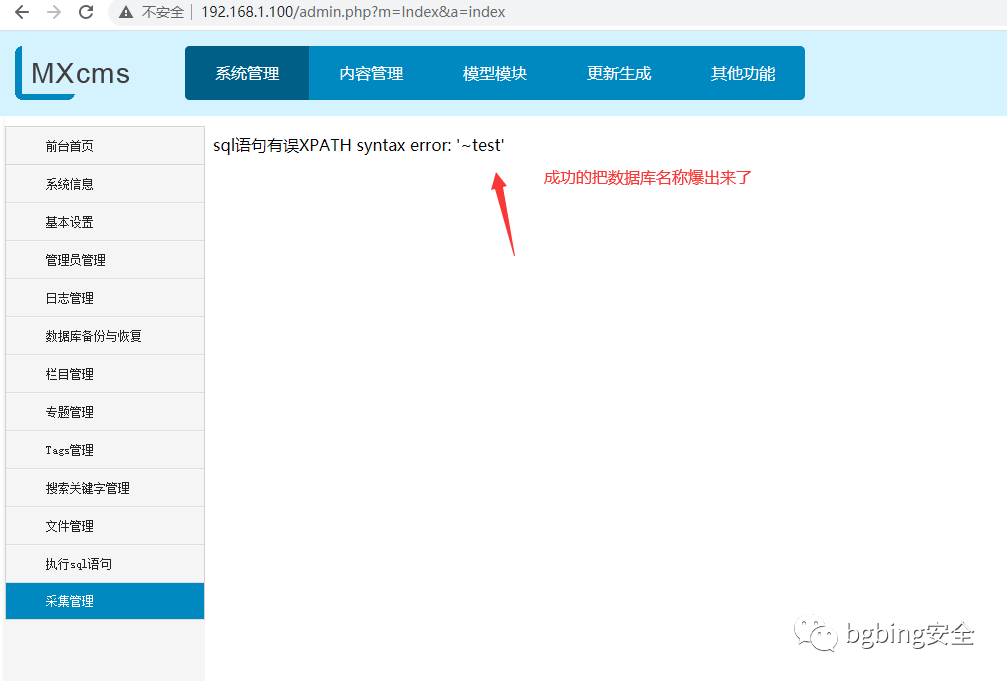 不安全 192.168.1.100/admin.php?m=Index&a=index
MXcms 系统管理 内容管理 模型模块 更新生成 其他功能
前台首页
sql语句有误XPATH syntax error: '~test'
成功的把数据库名称爆出来了
系统信息
基本设置
管理员管理
日志管理
数据库备份与恢复
栏目管理
专题管理
Tags管理
搜索关键字管理
文件管理
执行sql语句
采集管理
bgbing安全